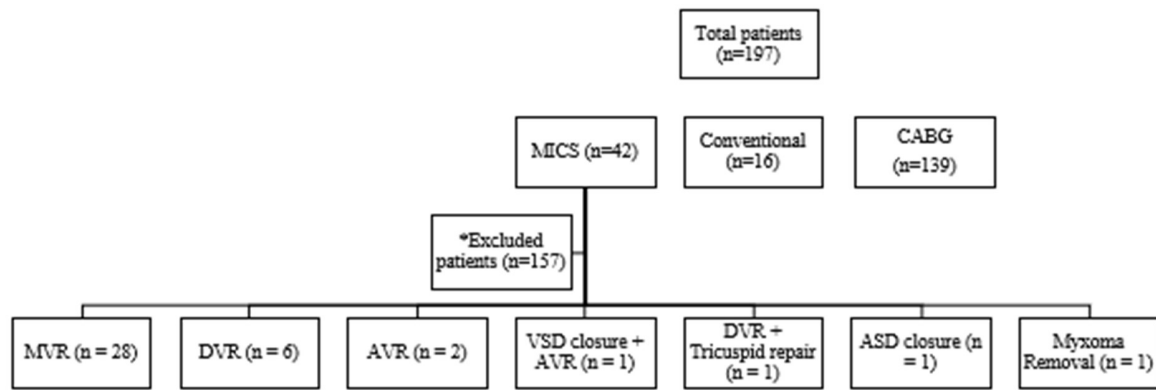 Total patients
(n=197)
MICS (n=42)
Conventional
(n=16)
CABG
(n=139)
*Excluded
patients (n=157)
MVR (n = 28)
DVR (n = 6)
AVR (n = 2)
VSD closure +
AVR (n = 1)
DVR +
Tricuspid repair
(n = 1)
ASD closure (n
= 1)
Myxoma
Removal (n = 1)